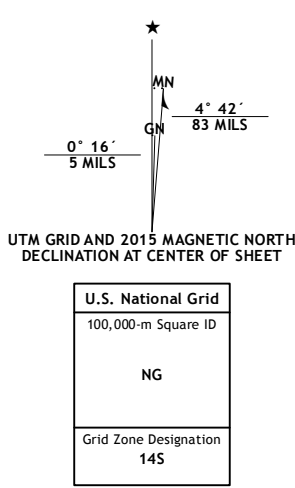 ★
MN
4° 42´
83 MILS
GN
0° 16´
5 MILS
UTM GRID AND 2015 MAGNETIC NORTH
DECLINATION AT CENTER OF SHEET
U.S. National Grid
100,000-m Square ID
NG
Grid Zone Designation
14S